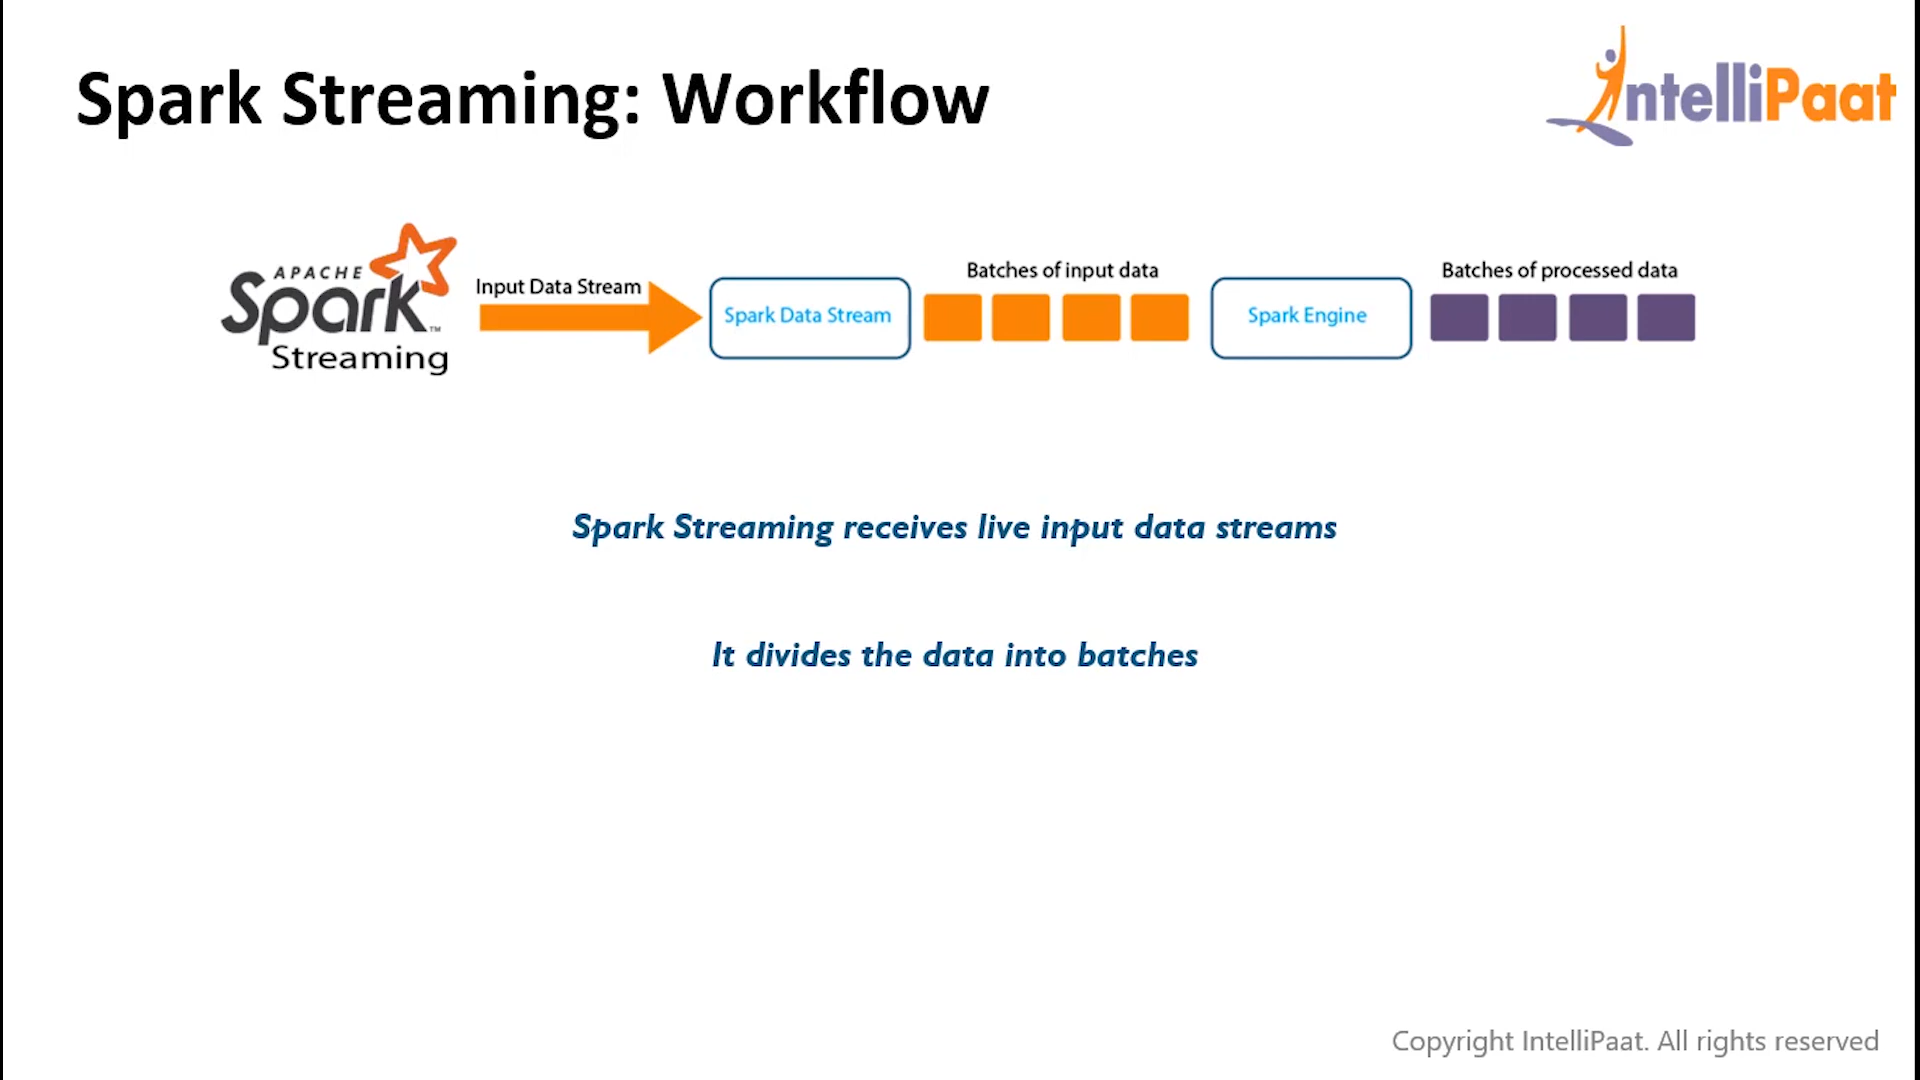 Spark Streaming: Workflow
IntelliPaat
APACHE
Spark™
Streaming
Input Data Stream
Spark Data Stream
Batches of input data
Spark Engine
Batches of processed data
Spark Streaming receives live input data streams
It divides the data into batches
Copyright IntelliPaat. All rights reserved